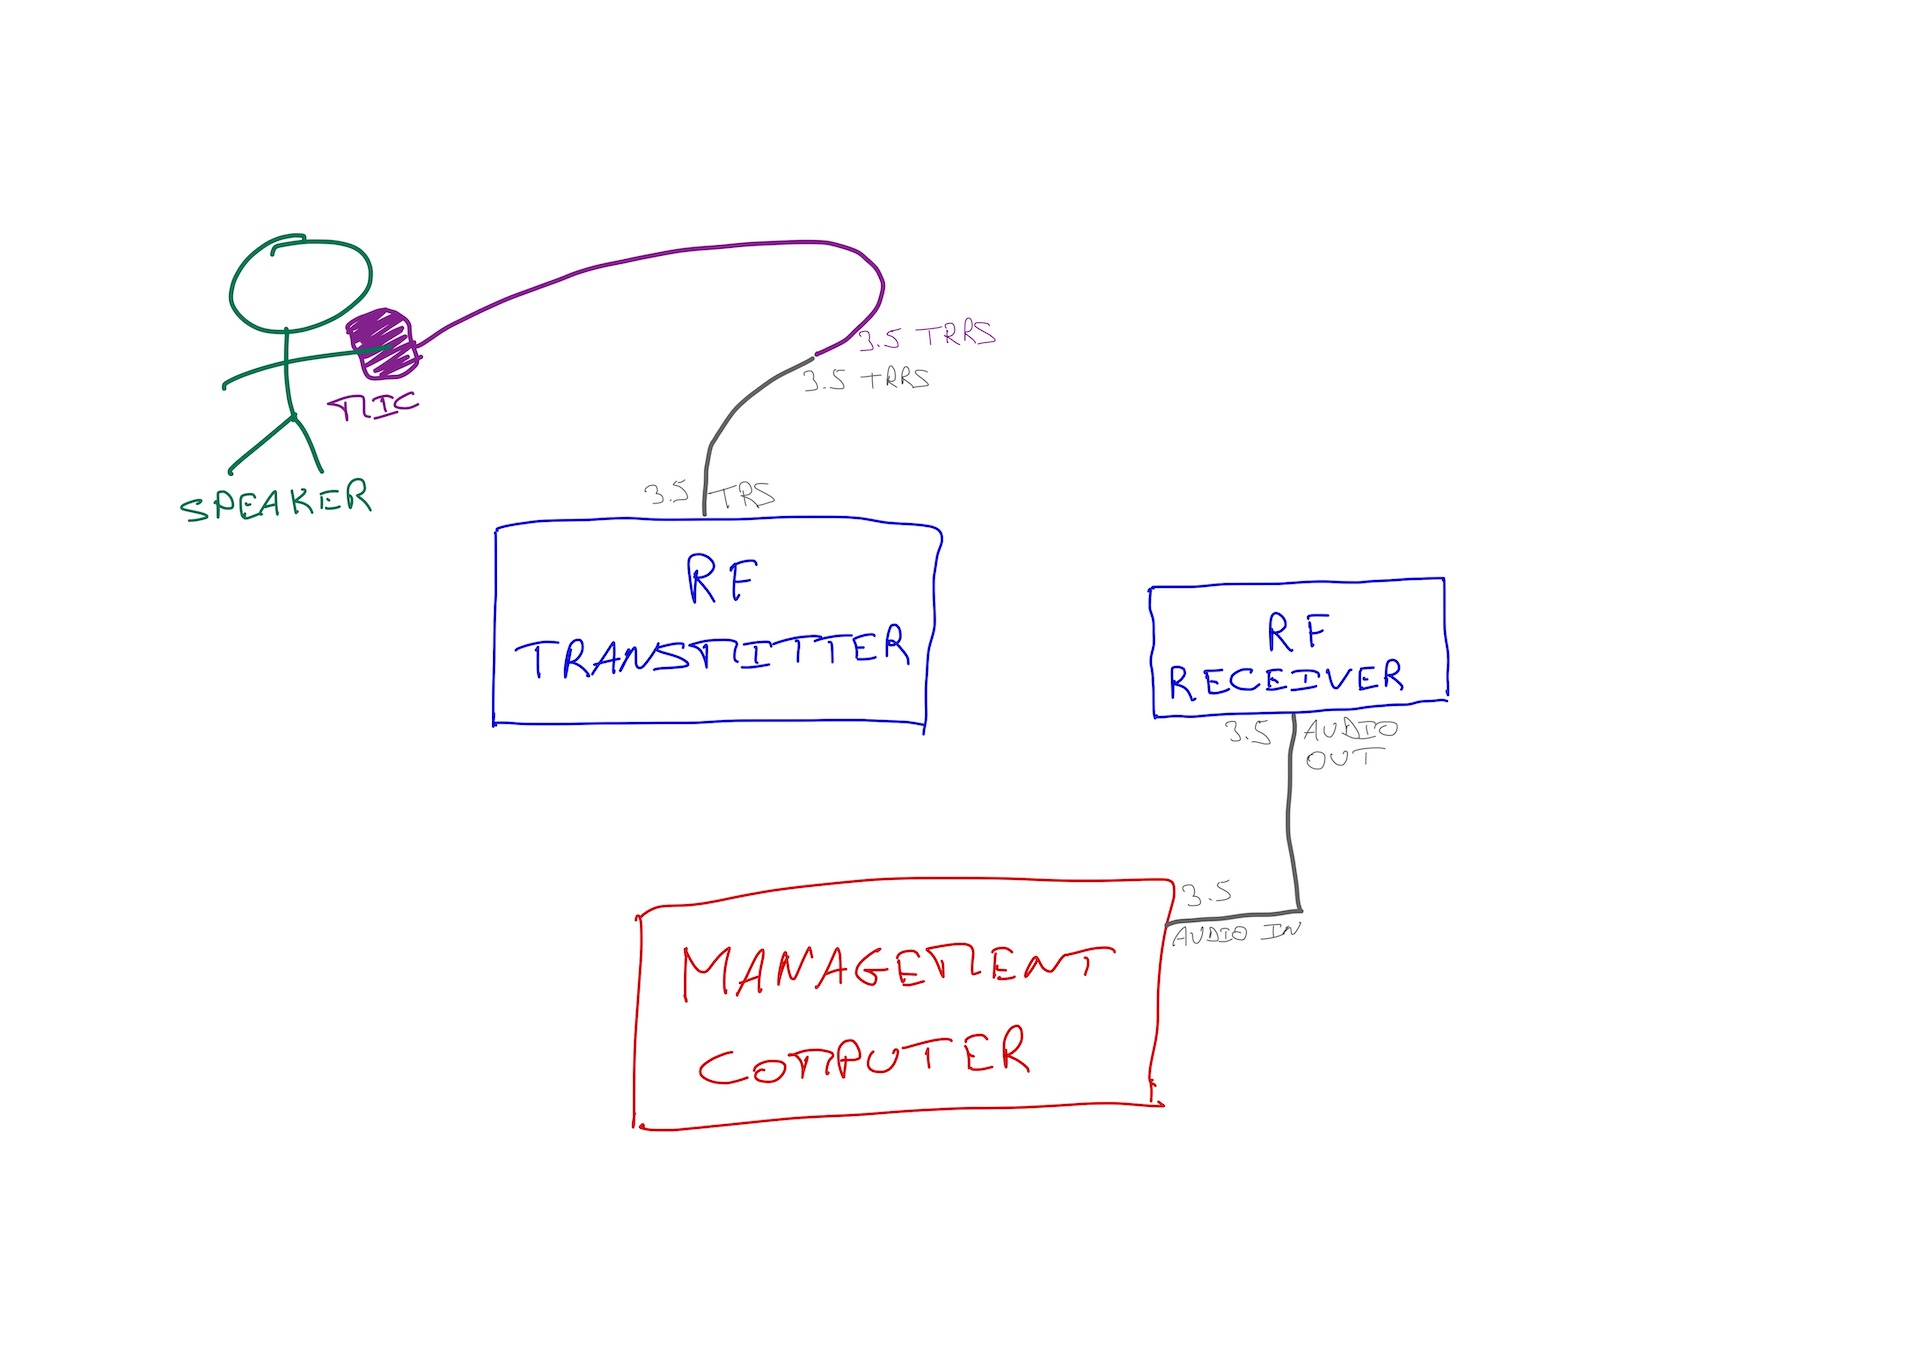 3.5 TRRS
3.5 TRRS
MIC
SPEAKER
3.5 TRS
RF
TRANSMITTER
RF
RECEIVER
3.5 AUDIO
OUT
3.5
AUDIO IN
MANAGEMENT
COMPUTER